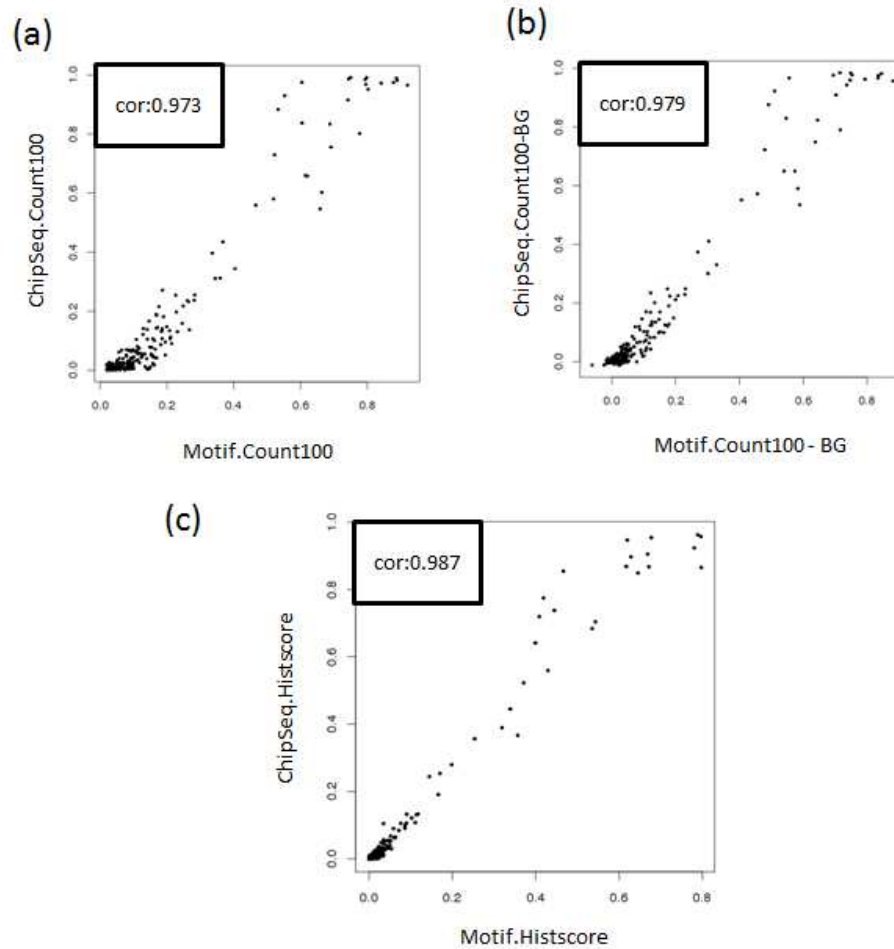 (a)
cor:0.973
ChipSeq.Count100
1.0
0.8
0.6
0.4
0.2
0.0
0.0 0.2 0.4 0.6 0.8
Motif.Count100
(b)
cor:0.979
ChipSeq.Count100-BG
1.0
0.8
0.6
0.4
0.2
0.0
0.0 0.2 0.4 0.6 0.8
Motif.Count100 - BG
(c)
cor:0.987
ChipSeq.Histscore
1.0
0.8
0.6
0.4
0.2
0.0
0.0 0.2 0.4 0.6 0.8
Motif.Histscore